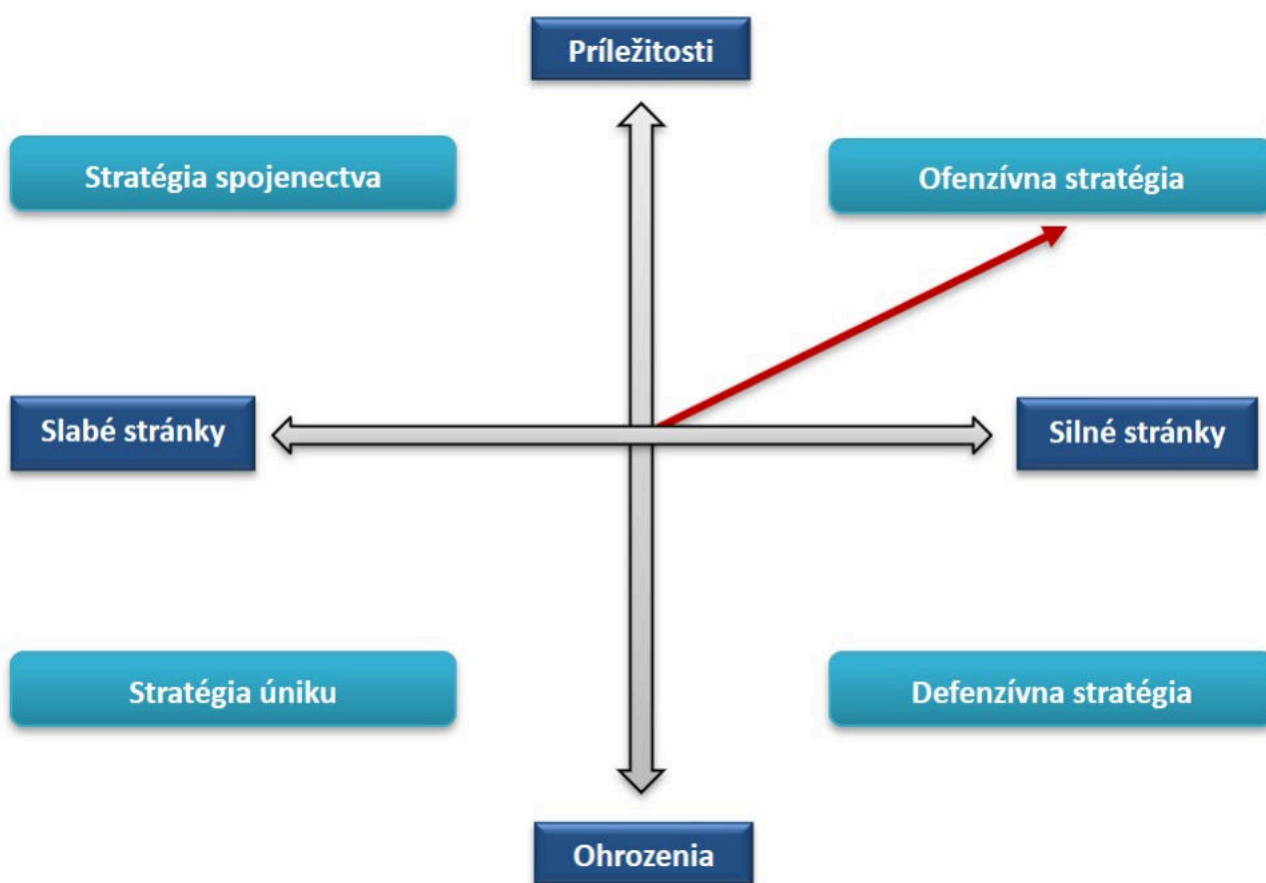 Príležitosti
Stratégia spojenectva
Ofenzívna stratégia
Slabé stránky
Silné stránky
Stratégia úniku
Defenzívna stratégia
Ohrozenia